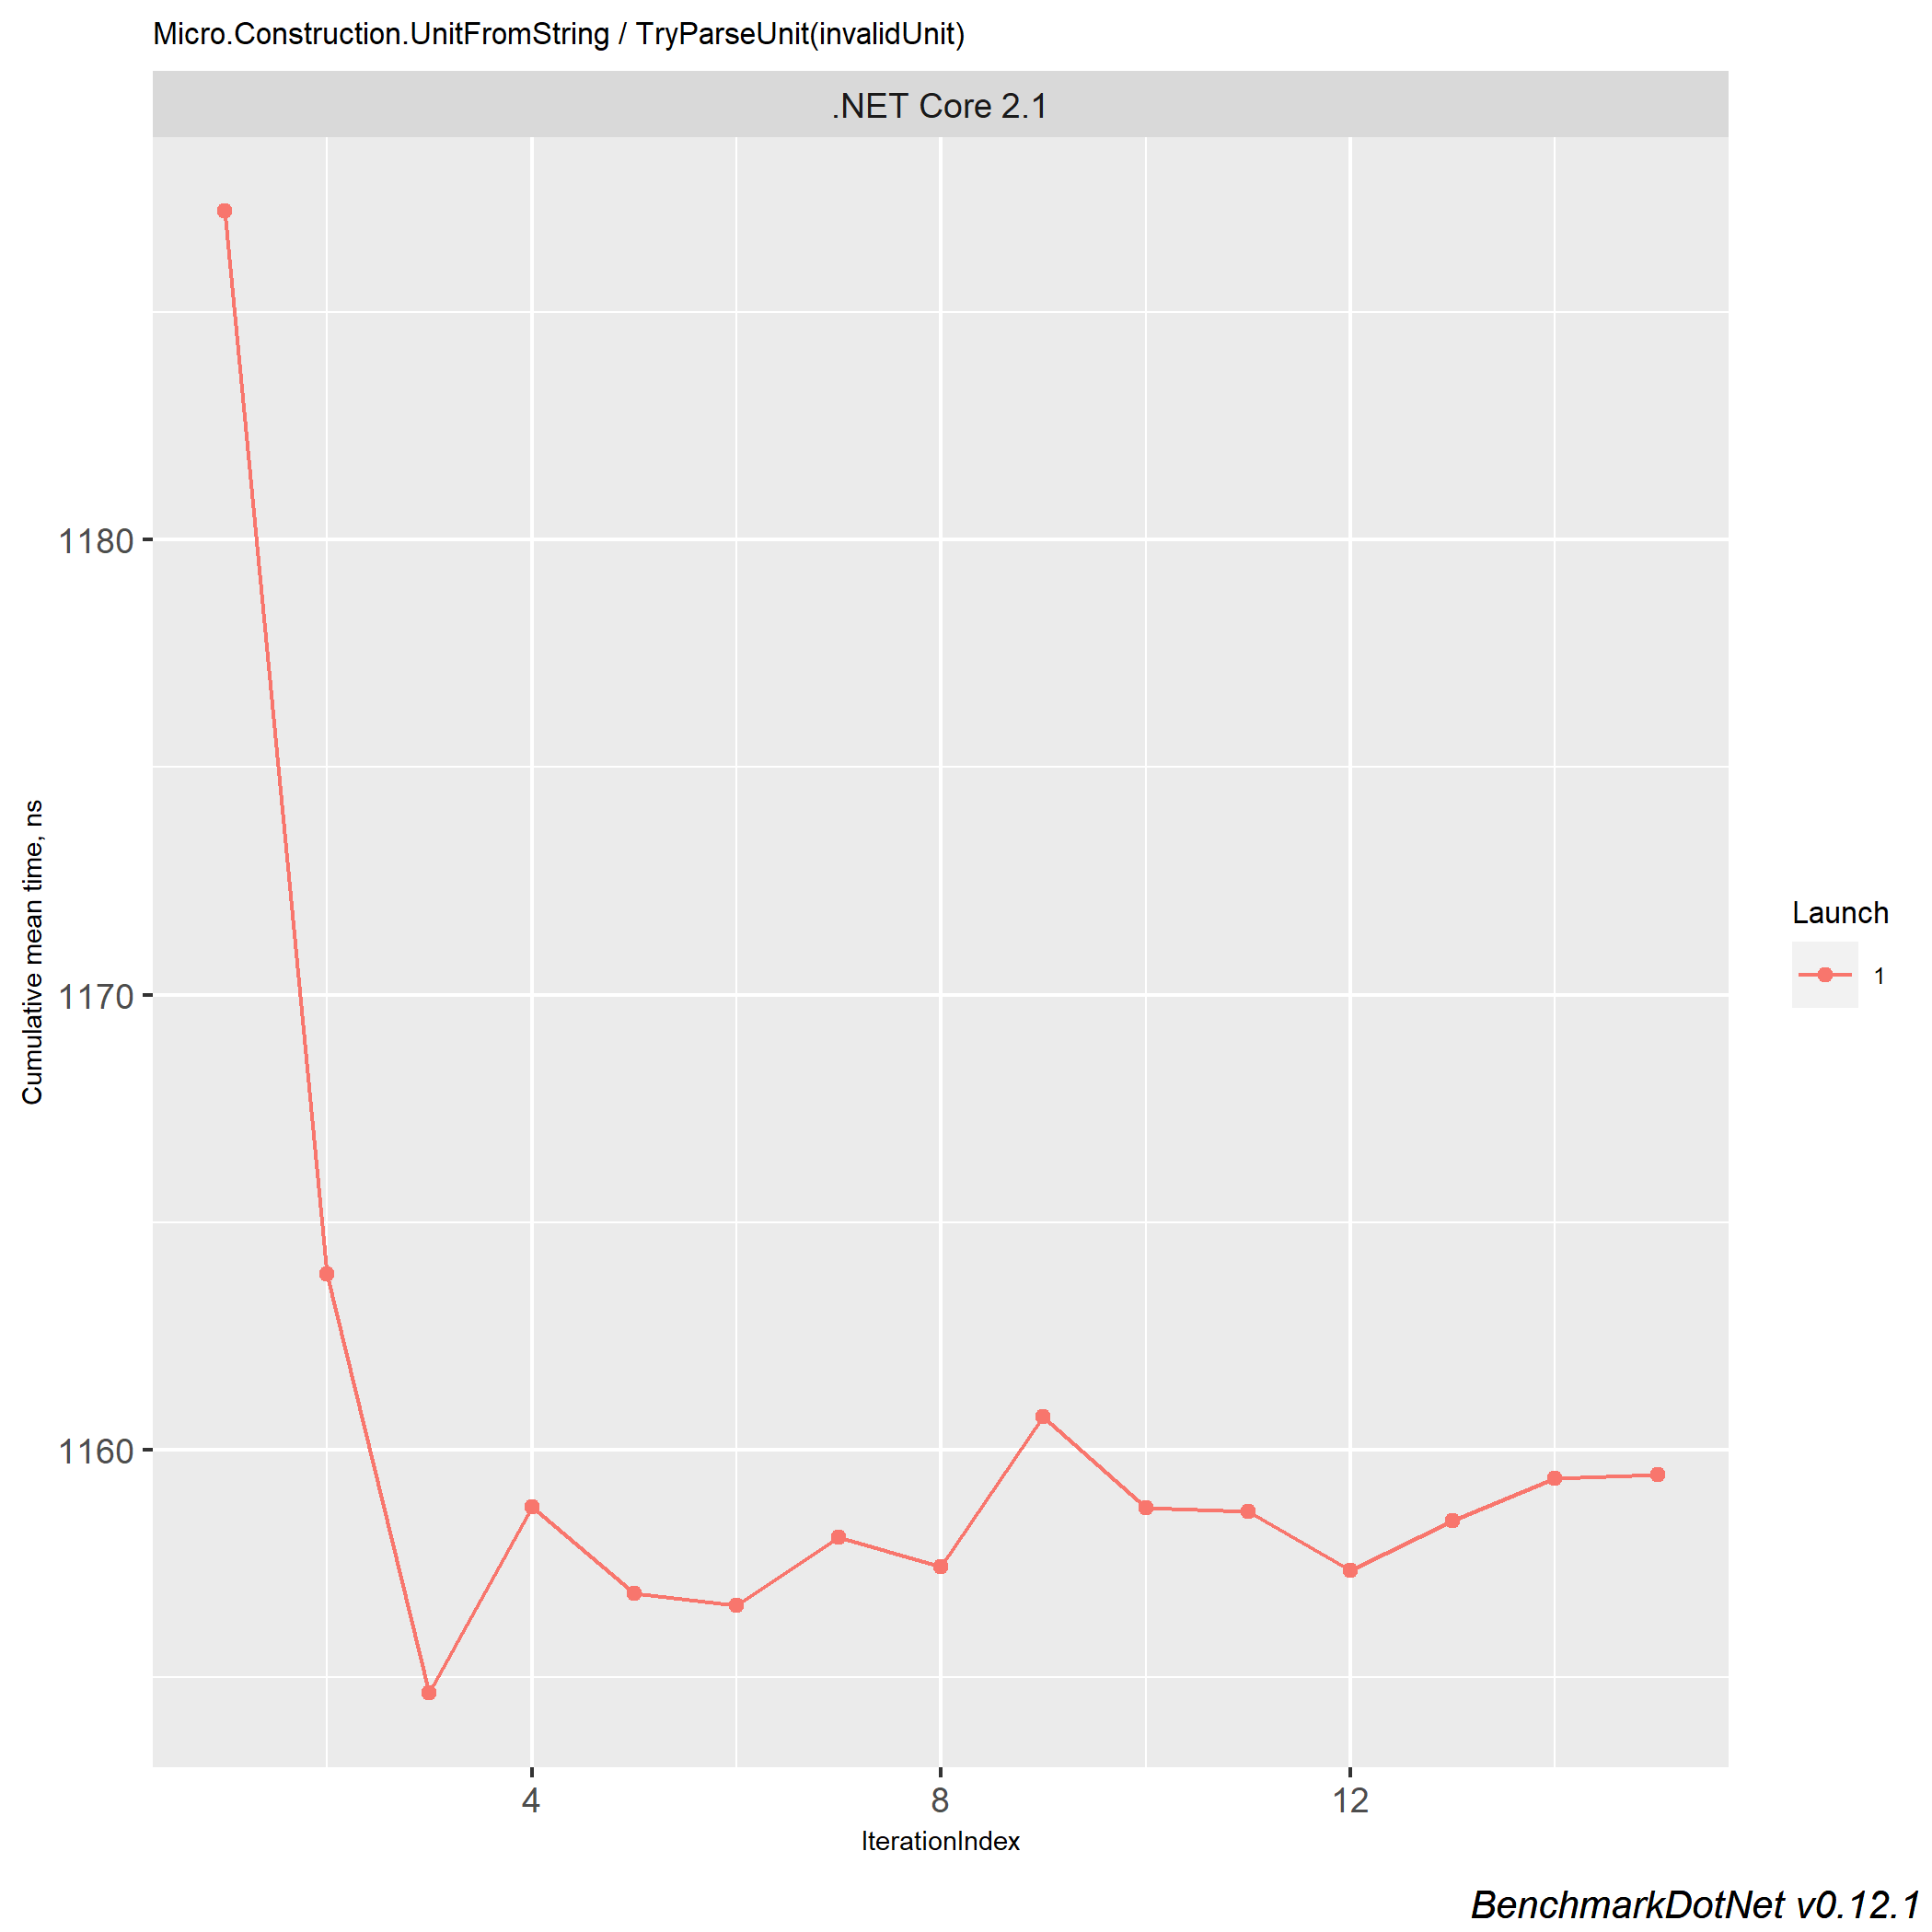 Micro.Construction.UnitFromString / TryParseUnit(invalidUnit)
.NET Core 2.1
1180
1170
1160
Cumulative mean time, ns
4
8
12
IterationIndex
Launch
1
BenchmarkDotNet v0.12.1